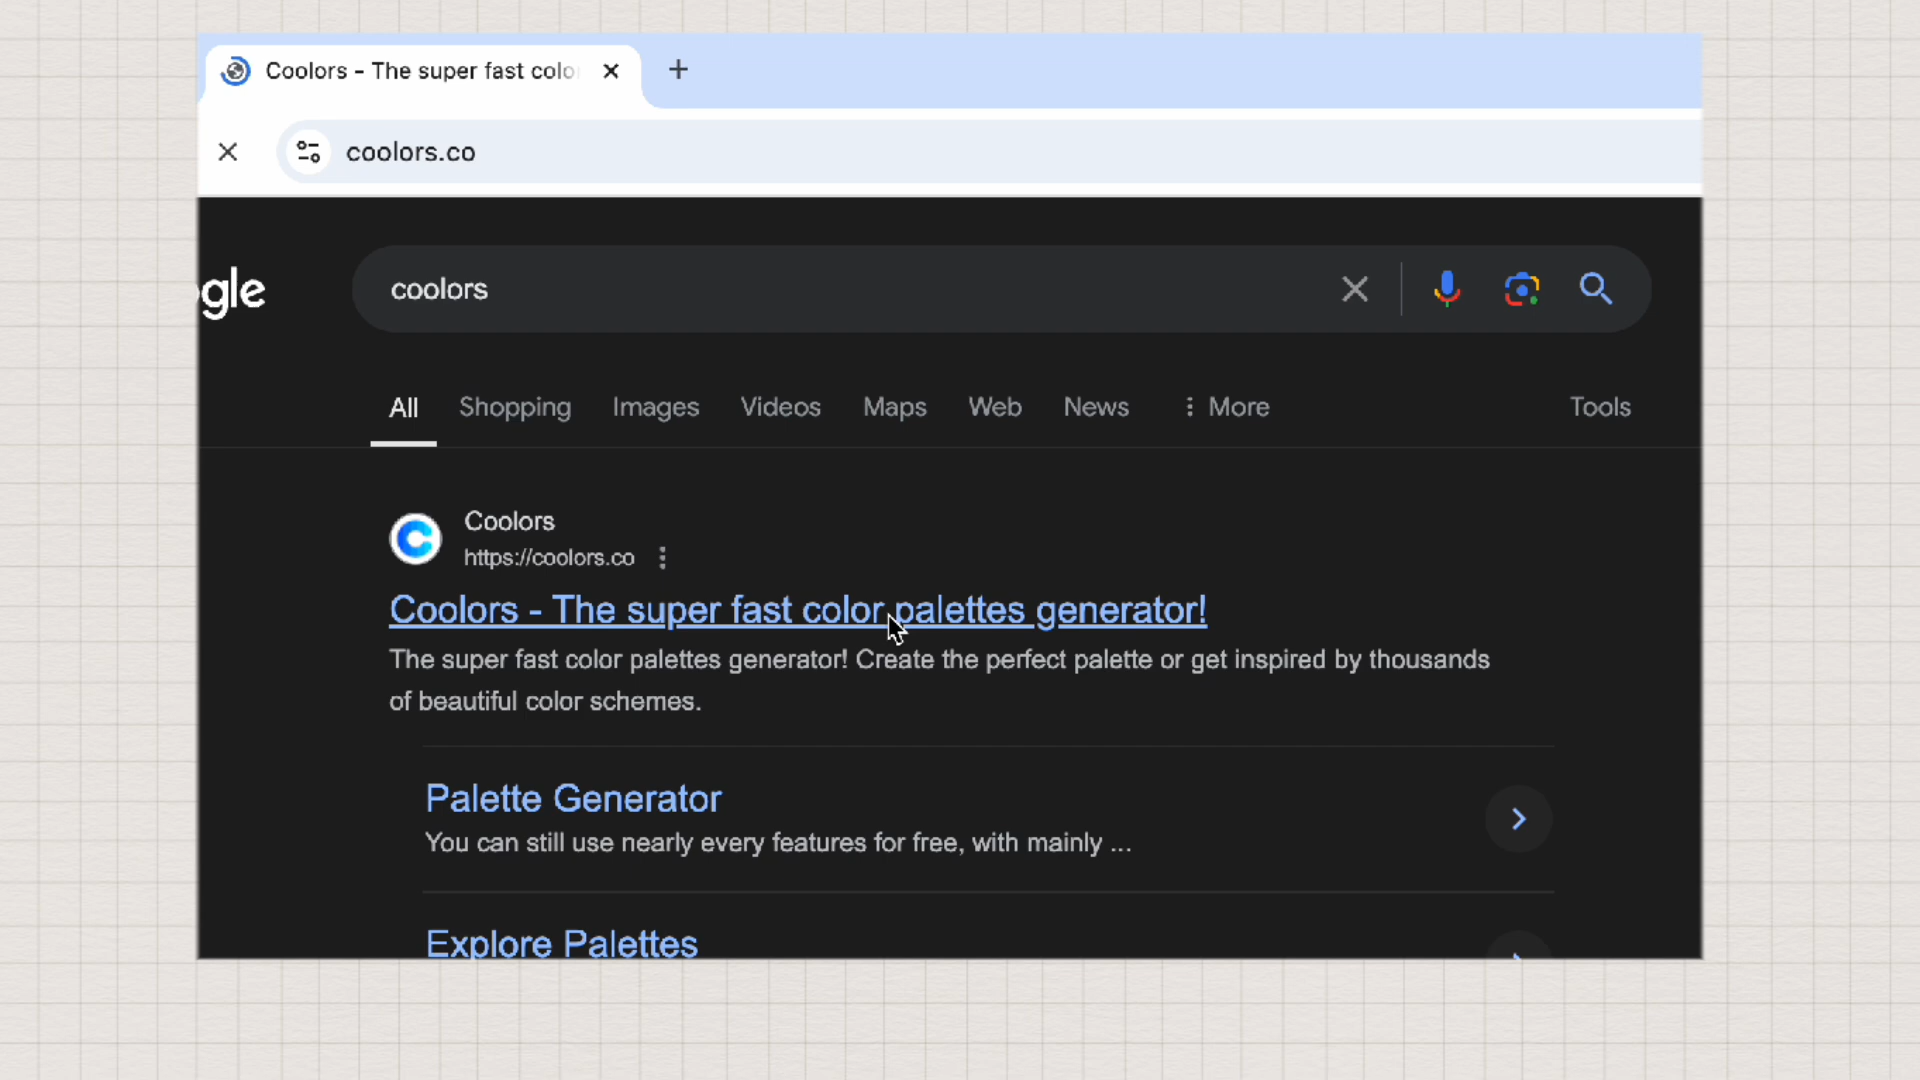 Coolors - The super fast colo
coolors.co
gle
coolors
All Shopping Images Videos Maps Web News More Tools
Coolors
https://coolors.co
Coolors - The super fast color palettes generator!
The super fast color palettes generator! Create the perfect palette or get inspired by thousands
of beautiful color schemes.
Palette Generator
You can still use nearly every features for free, with mainly ...
Explore Palettes